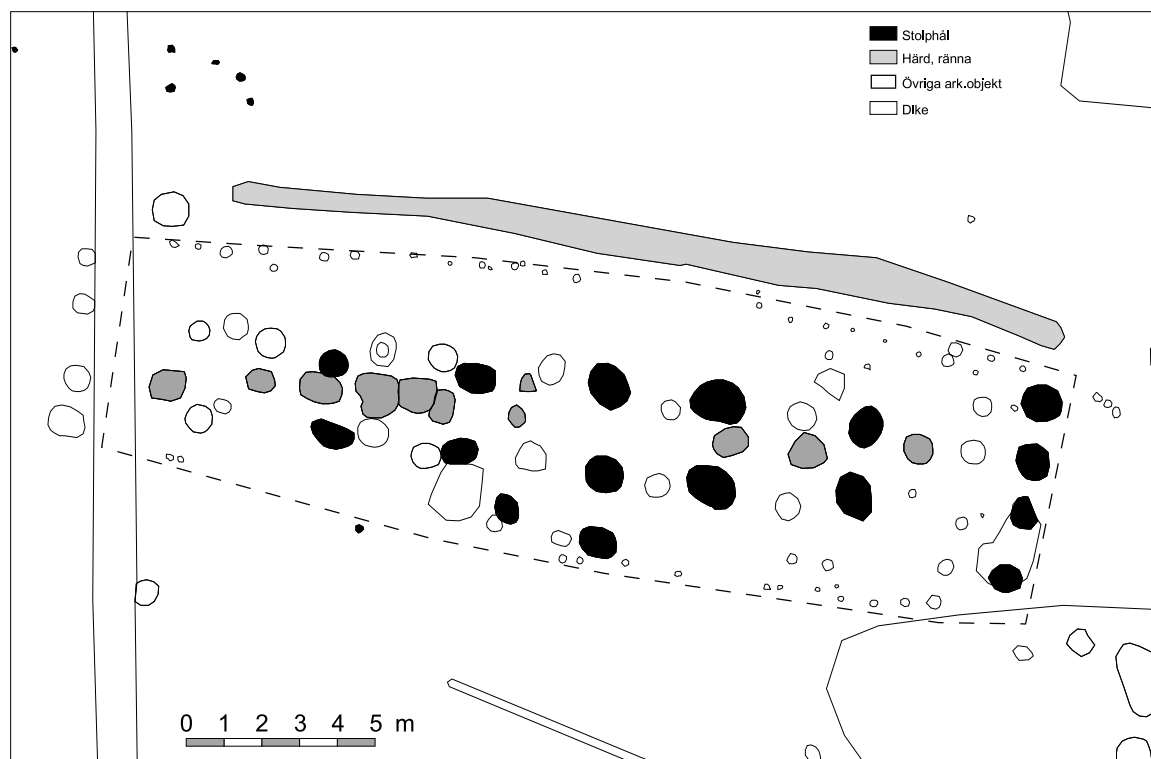 Stolphål
Härd, ränna
Övriga ark.objekt
DIke
0 1 2 3 4 5 m